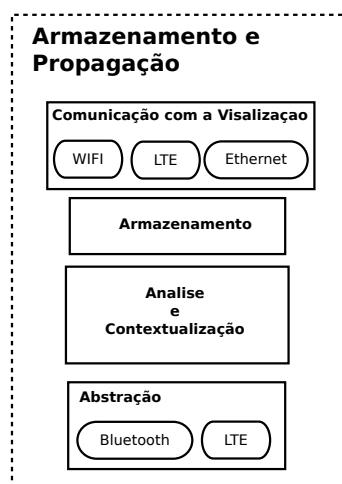 Armazenamento e
Propagação
Comunicação com a Visalizaçao
WIFI LTE Ethernet
Armazenamento
Analise
e
Contextualização
Abstração
Bluetooth LTE